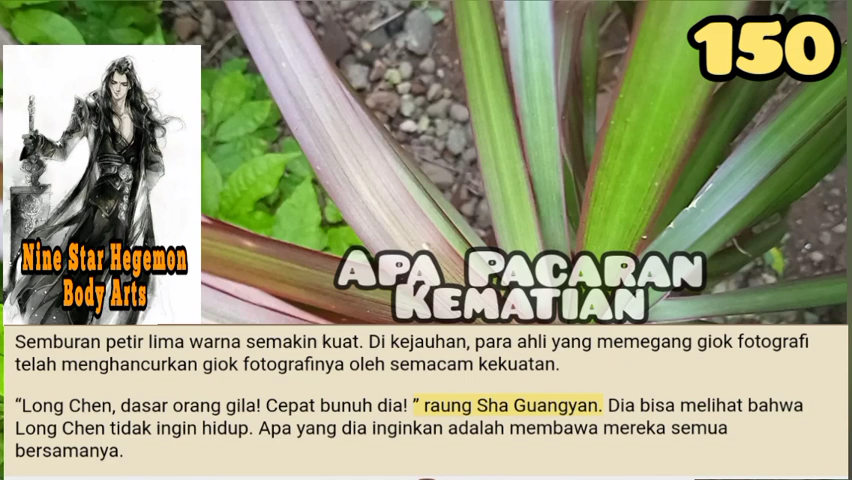 150
Nine Star Hegemon
Body Arts
APA PACARAN
KEMATIAN
Semburan petir lima warna semakin kuat. Di kejauhan, para ahli yang memegang giok fotografi
telah menghancurkan giok fotografinya oleh semacam kekuatan.
“Long Chen, dasar orang gila! Cepat bunuh dia! ” raung Sha Guangyan. Dia bisa melihat bahwa
Long Chen tidak ingin hidup. Apa yang dia inginkan adalah membawa mereka semua
bersamanya.